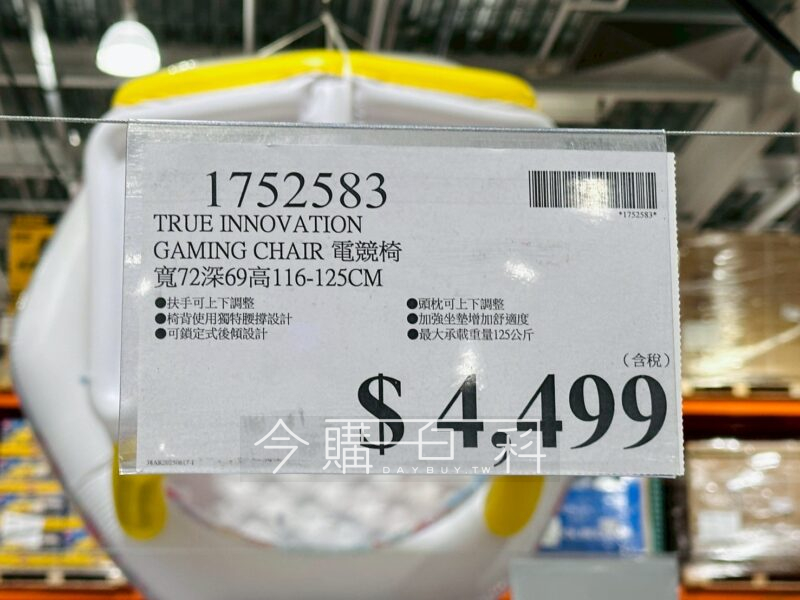 1752583
*1752583*
TRUE INNOVATION
GAMING CHAIR 電競椅
寬72深69高116-125CM
●扶手可上下調整
●椅背使用獨特腰撐設計
●可鎖定式後傾設計
●頭枕可上下調整
●加強坐墊增加舒適度
●最大承載重量125公斤
(含稅)
$ 4,499
今購百科
DAYBUY.TW